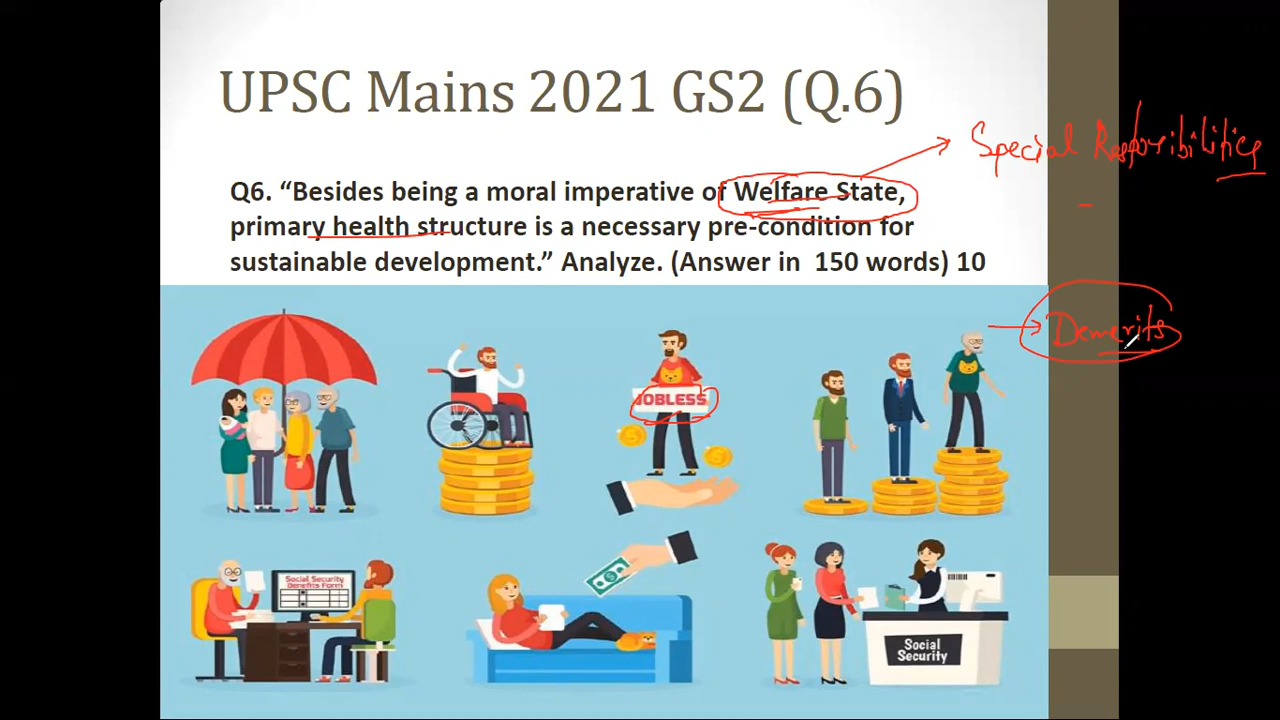 UPSC Mains 2021 GS2 (Q.6)
Special Responsibilities
Q6. “Besides being a moral imperative of Welfare State,
primary health structure is a necessary pre-condition for
sustainable development.” Analyze. (Answer in 150 words) 10
Demerits
JOBLESS
Social Security
Benefits Form
Social
Security